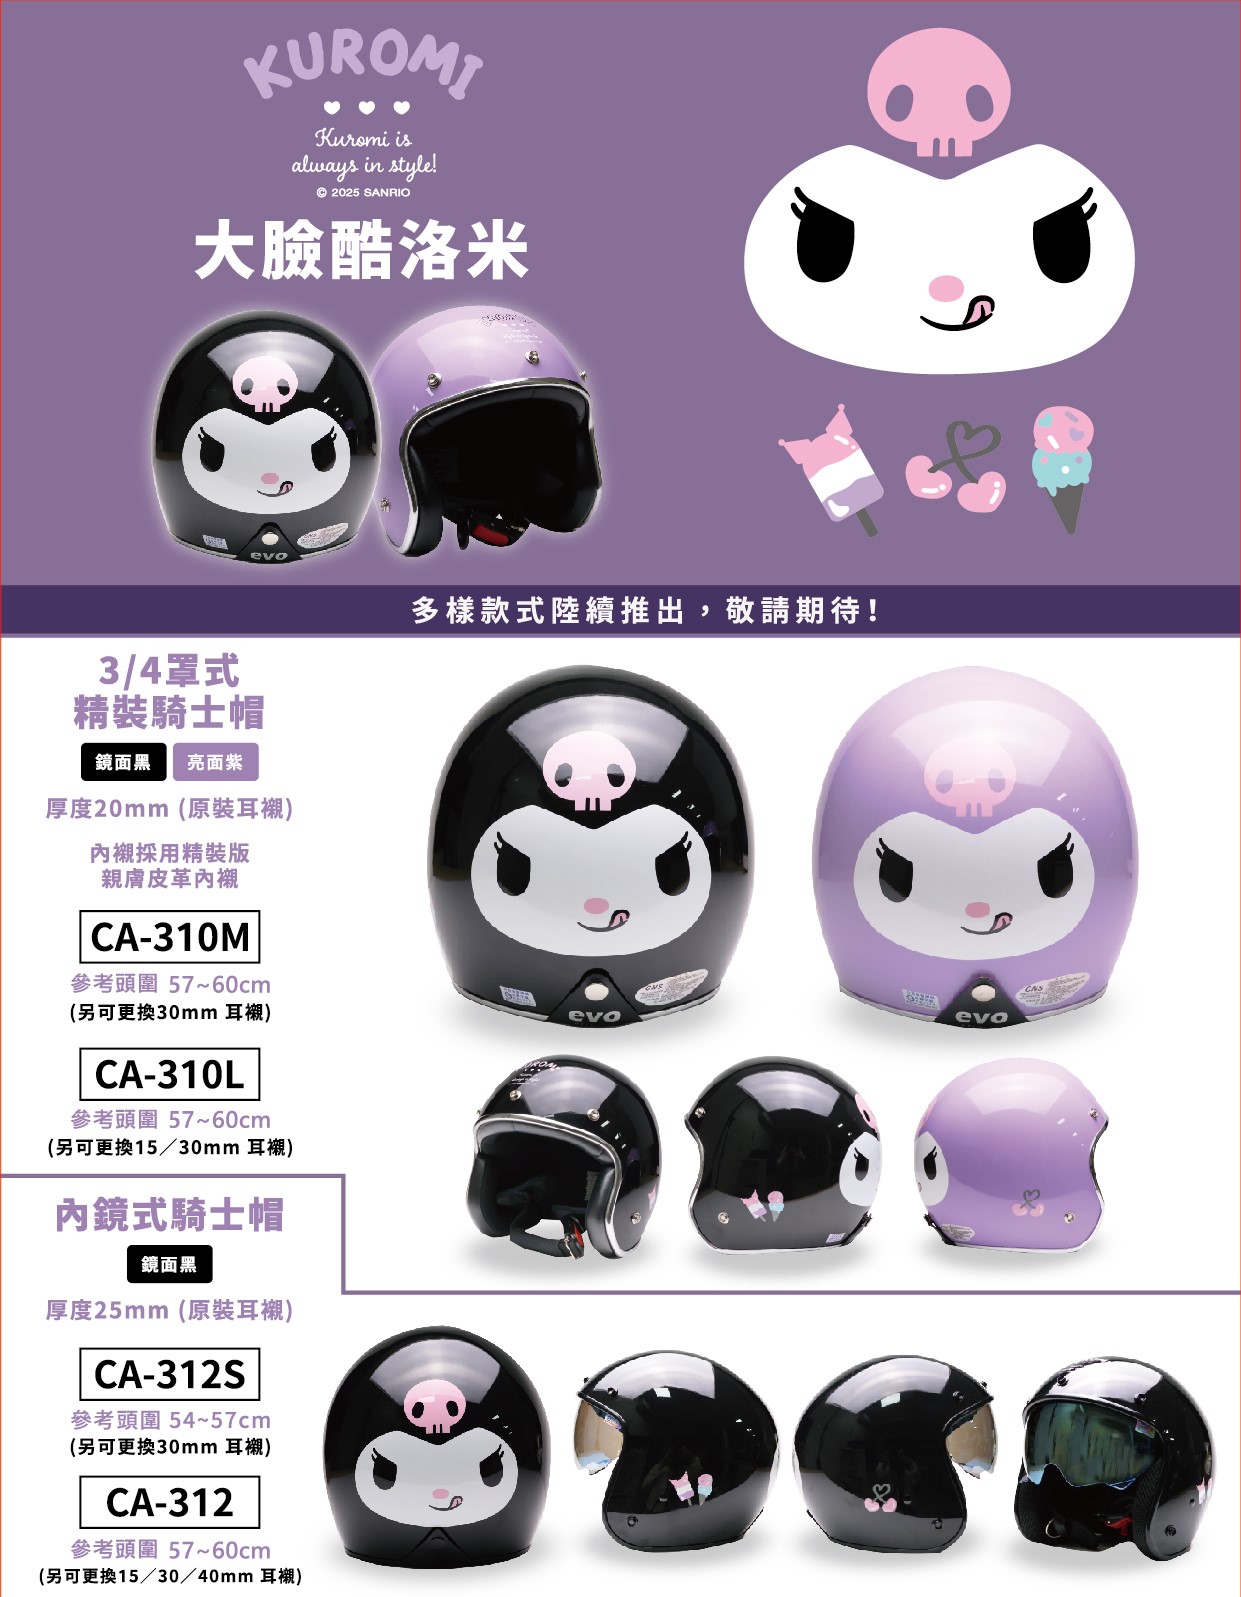 KUROMI
Kuromi is
always in style!
© 2025 SANRIO
大臉酷洛米
evo
CNS
多樣款式陸續推出，敬請期待!
3/4罩式
精裝騎士帽
鏡面黑 亮面紫
厚度20mm (原裝耳襯)
內襯採用精裝版
親膚皮革內襯
CA-310M
參考頭圍 57~60cm
(另可更換30mm 耳襯)
CA-310L
參考頭圍 57~60cm
(另可更換15／30mm 耳襯)
CNS
evo
CNS
evo
內鏡式騎士帽
鏡面黑
厚度25mm (原裝耳襯)
CA-312S
參考頭圍 54~57cm
(另可更換30mm 耳襯)
CA-312
參考頭圍 57~60cm
(另可更換15／30／40mm 耳襯)